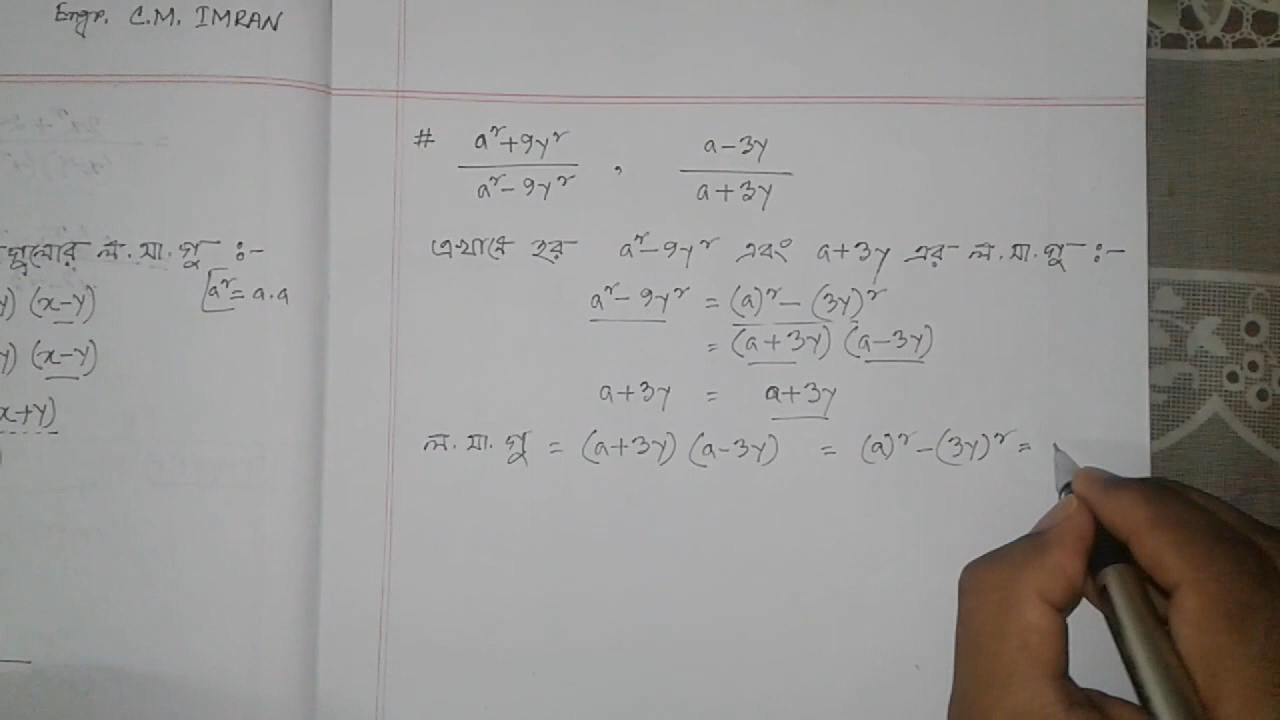 Engr. C.M. IMRAN
# a²+9y² / a²-9y² , a-3y / a+3y
এখানে হর a²-9y² এবং a+3y এর ল.সা.গু :-
a²-9y² = (a)²-(3y)²
= (a+3y) (a-3y)
a+3y = a+3y
ল.সা.গু = (a+3y) (a-3y) = (a)²-(3y)² =
গুলোর ল.সা.গু :-
y) (x-y) a² = a.a
y) (x-y)
x+y)